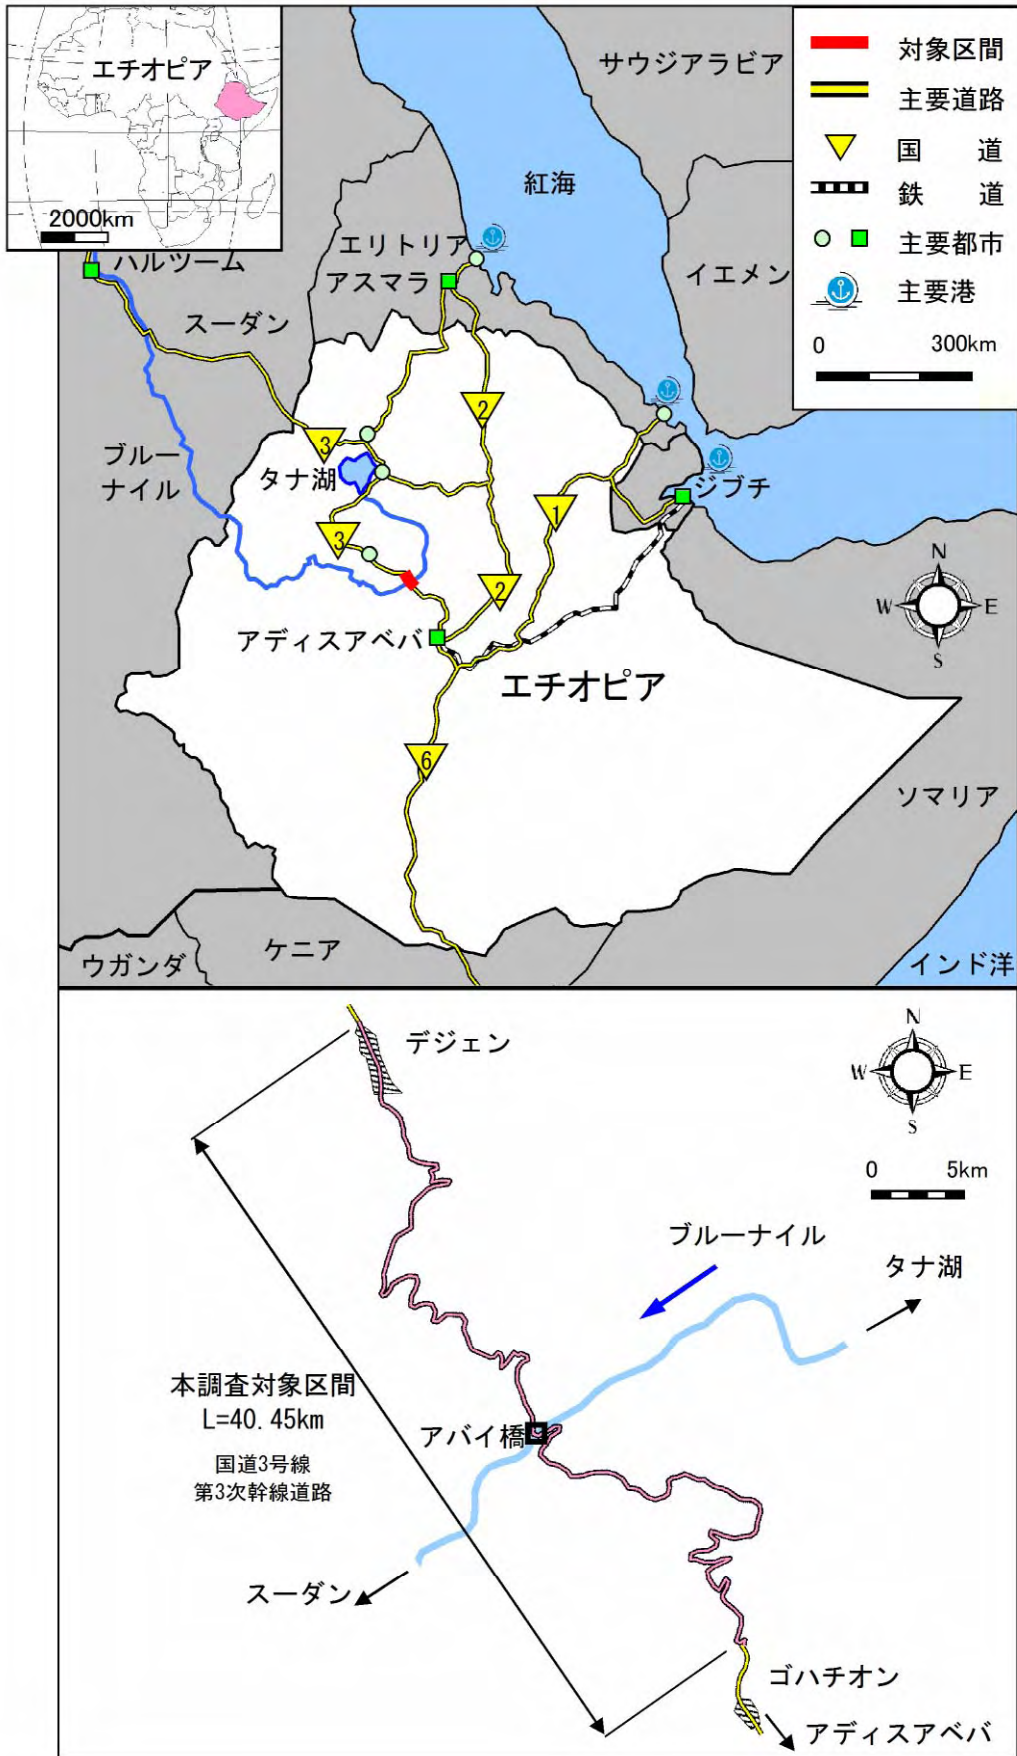 エチオピア
2000km
対象区間
主要道路
国　道
鉄　道
主要都市
主要港
0 300km
サウジアラビア
紅海
エリトリア
アスマラ
イエメン
ハルツーム
スーダン
ブルー
ナイル
タナ湖
ジブチ
3
2
1
3
2
6
N
W E
S
アディスアベバ
エチオピア
ソマリア
ウガンダ
ケニア
インド洋
デジェン
N
W E
S
0 5km
ブルーナイル
タナ湖
本調査対象区間
L=40.45km
国道3号線
第3次幹線道路
アバイ橋
スーダン
ゴハチオン
アディスアベバ